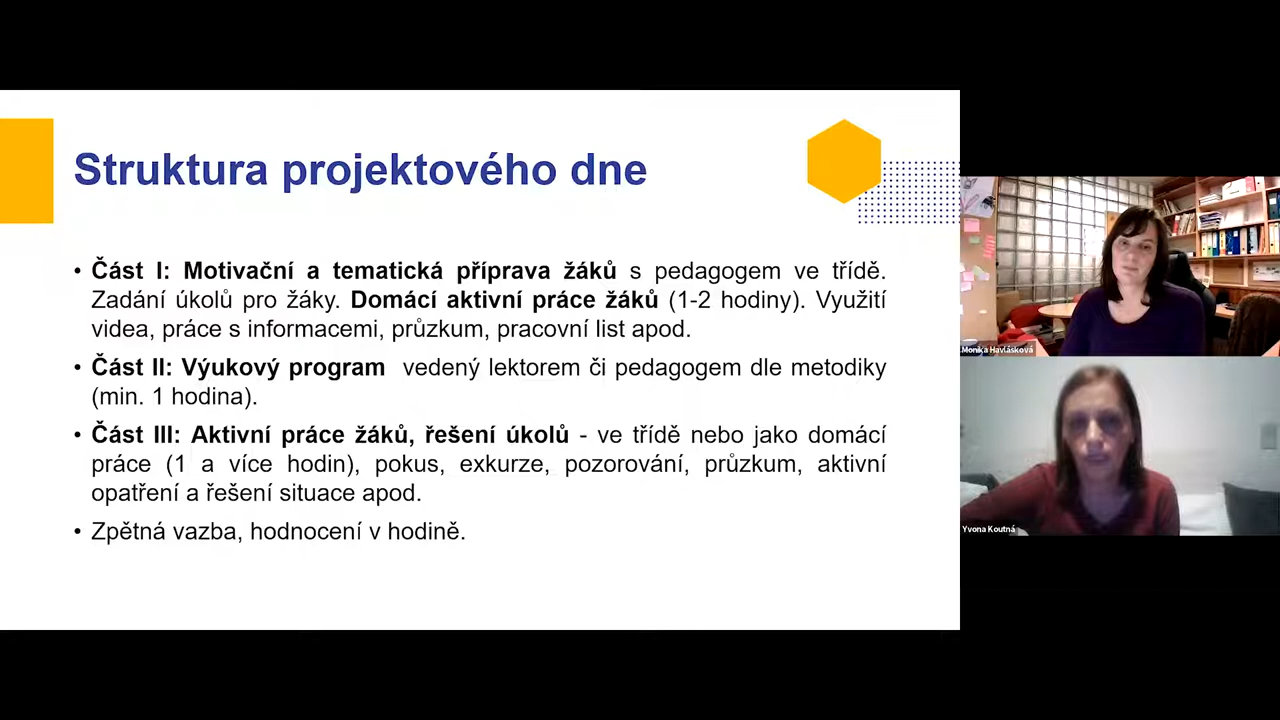 Struktura projektového dne
• Část I: Motivační a tematická příprava žáků s pedagogem ve třídě.
Zadání úkolů pro žáky. Domácí aktivní práce žáků (1-2 hodiny). Využití
videa, práce s informacemi, průzkum, pracovní list apod.
• Část II: Výukový program vedený lektorem či pedagogem dle metodiky
(min. 1 hodina).
• Část III: Aktivní práce žáků, řešení úkolů - ve třídě nebo jako domácí
práce (1 a více hodin), pokus, exkurze, pozorování, průzkum, aktivní
opatření a řešení situace apod.
• Zpětná vazba, hodnocení v hodině.
Monika Havlásková
Yvona Koutná